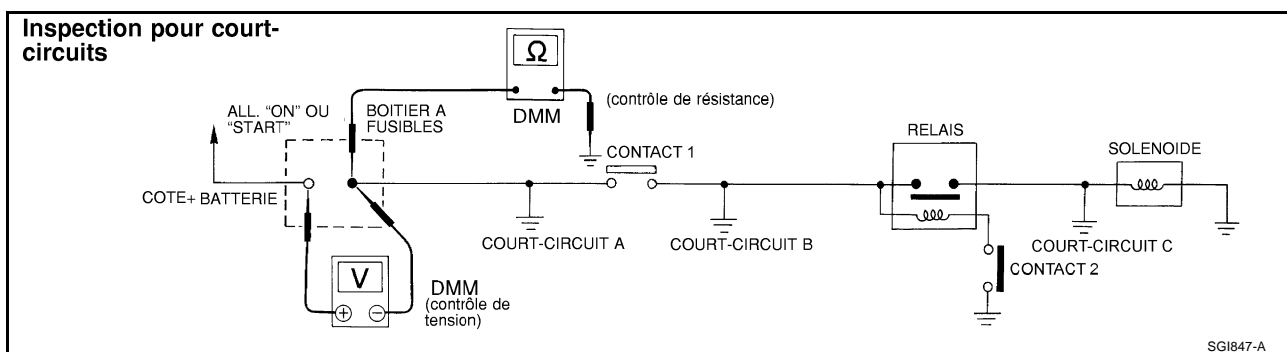 Inspection pour court-
circuits
ALL. "ON" OU
"START"
BOITIER A
FUSIBLES
Ω
DMM
(contrôle de résistance)
CONTACT 1
RELAIS
SOLENOIDE
COTE+ BATTERIE
COURT-CIRCUIT A
COURT-CIRCUIT B
COURT-CIRCUIT C
CONTACT 2
V
+ −
DMM
(contrôle de
tension)
SGI847-A